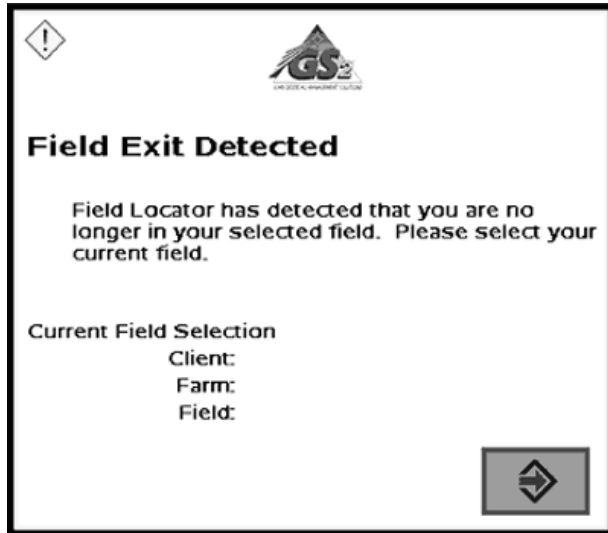 GS2
Field Exit Detected
Field Locator has detected that you are no
longer in your selected field. Please select your
current field.
Current Field Selection
Client:
Farm:
Field: